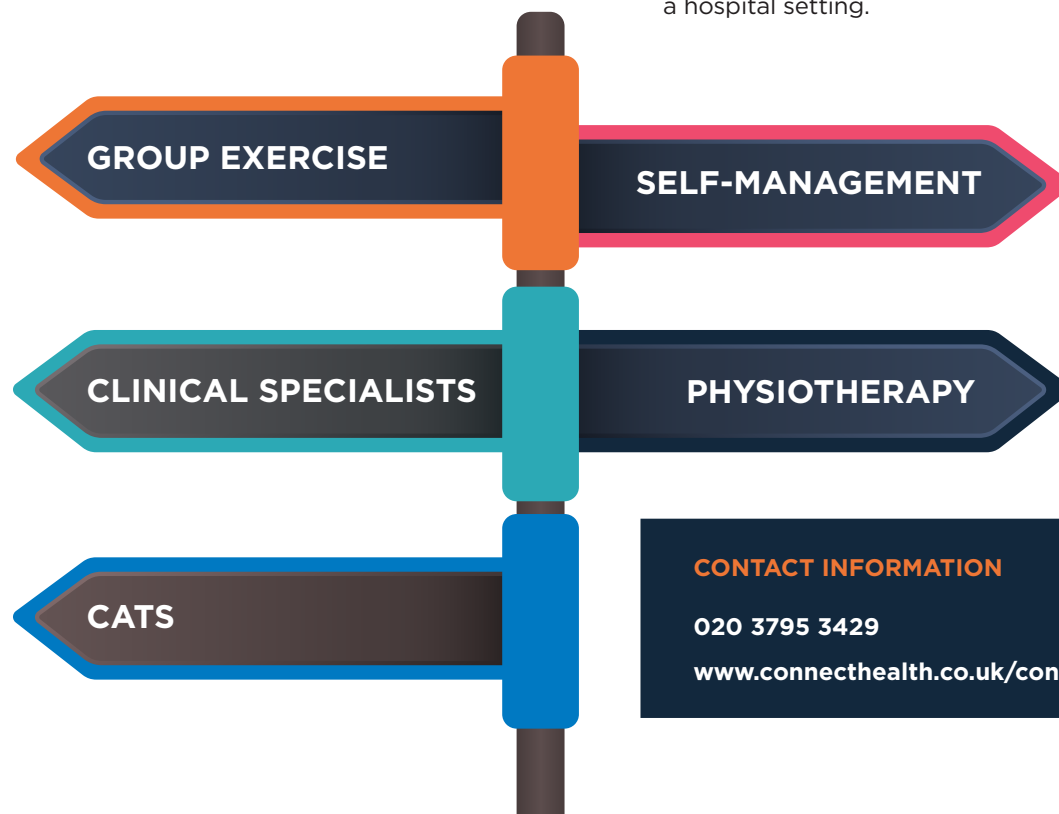 a hospital setting.
GROUP EXERCISE
SELF-MANAGEMENT
CLINICAL SPECIALISTS
PHYSIOTHERAPY
CATS
CONTACT INFORMATION
020 3795 3429
www.connecthealth.co.uk/con